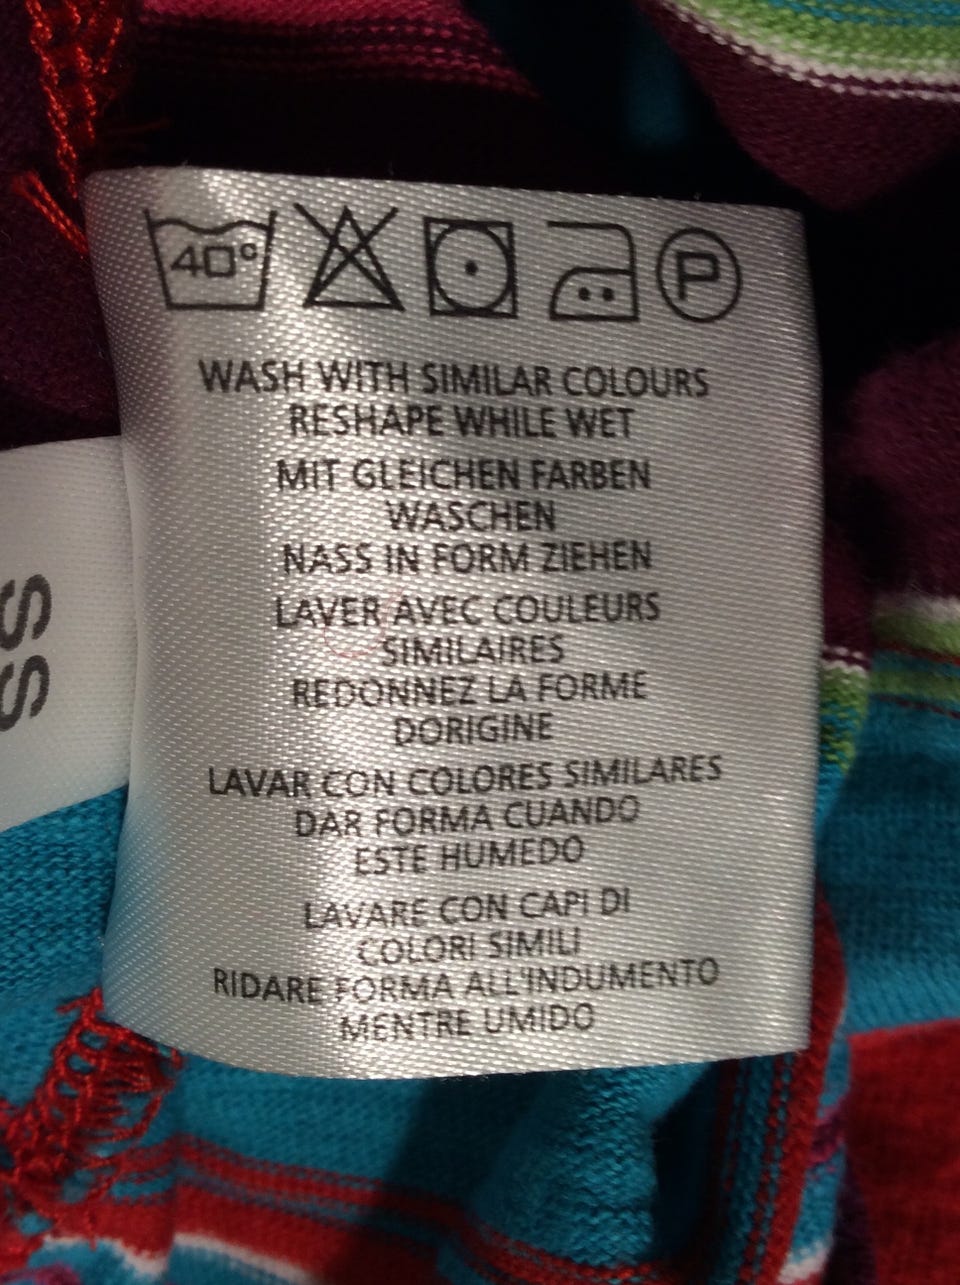 40°
P
WASH WITH SIMILAR COLOURS
RESHAPE WHILE WET
MIT GLEICHEN FARBEN
WASCHEN
NASS IN FORM ZIEHEN
LAVER AVEC COULEURS
SIMILAIRES
REDONNEZ LA FORME
DORIGINE
LAVAR CON COLORES SIMILARES
DAR FORMA CUANDO
ESTE HUMEDO
LAVARE CON CAPI DI
COLORI SIMILI
RIDARE FORMA ALL'INDUMENTO
MENTRE UMIDO
SS